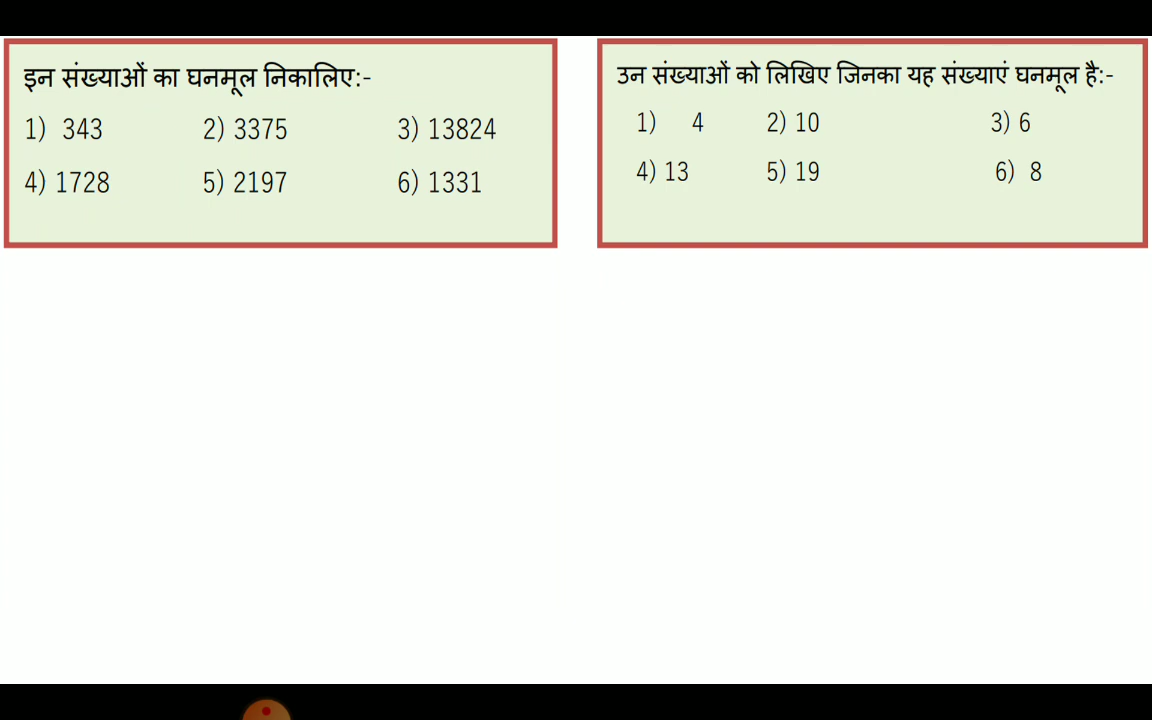 इन संख्याओं का घनमूल निकालिए:-
1) 343 2) 3375 3) 13824
4) 1728 5) 2197 6) 1331
उन संख्याओं को लिखिए जिनका यह संख्याएं घनमूल है:-
1) 4 2) 10 3) 6
4) 13 5) 19 6) 8